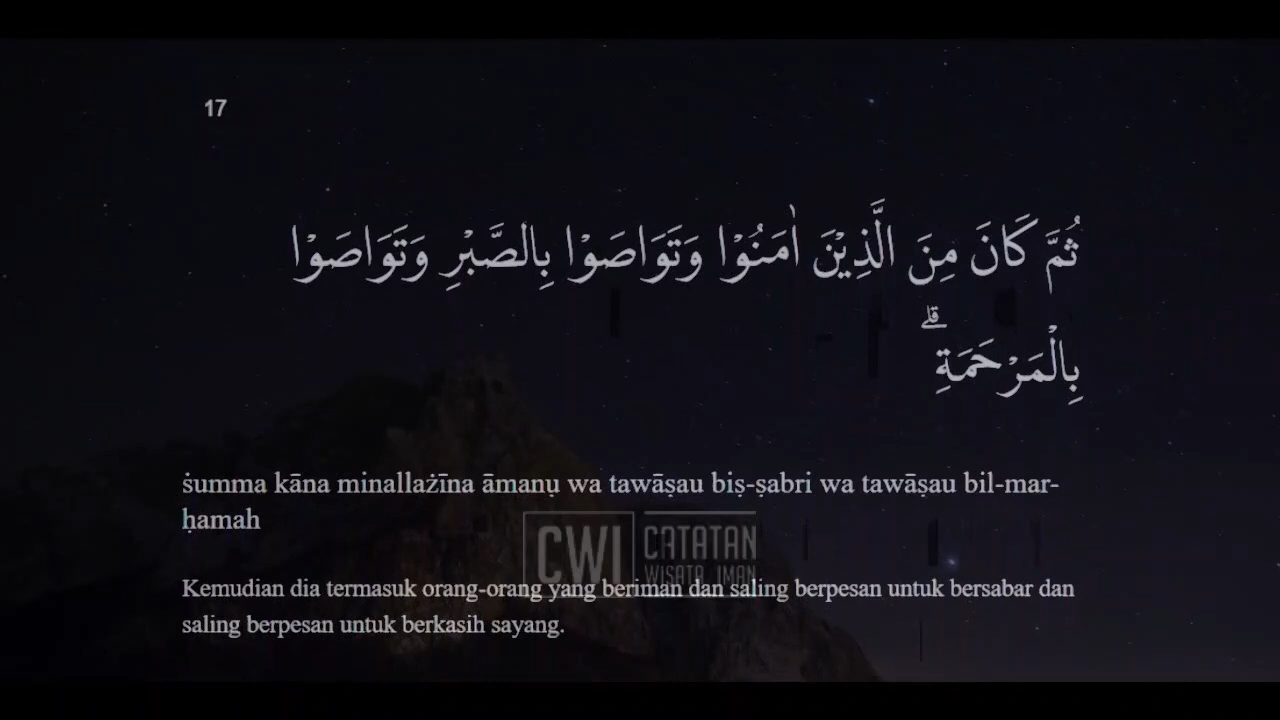 17
ثُمَّ كَانَ مِنَ الَّذِيْنَ اٰمَنُوْا وَتَوَاصَوْا بِالصَّبْرِ وَتَوَاصَوْا
بِالْمَرْحَمَةِۗ
ṡumma kāna minallażīna āmanụ wa tawāṣau biṣ-ṣabri wa tawāṣau bil-mar-
ḥamah
CWI CATATAN
WISATA IMAN
Kemudian dia termasuk orang-orang yang beriman dan saling berpesan untuk bersabar dan
saling berpesan untuk berkasih sayang.